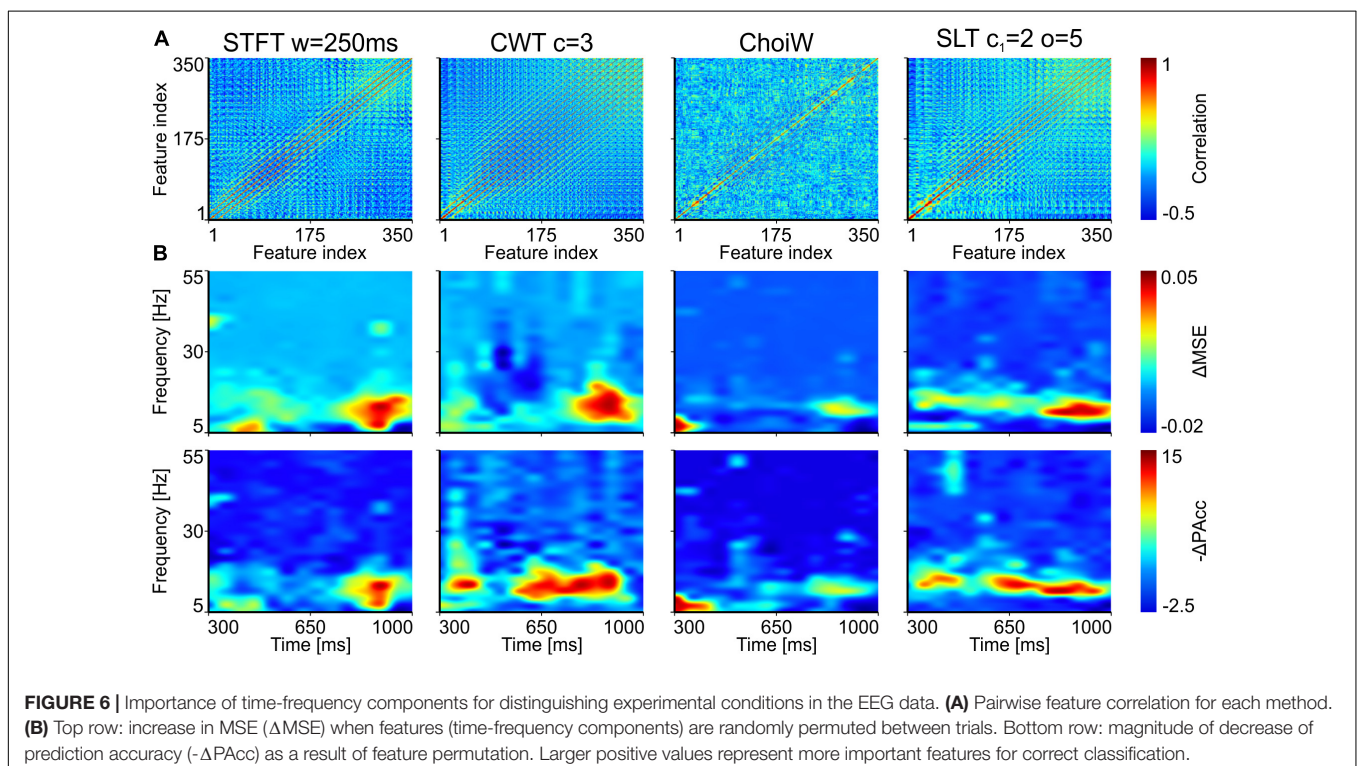 A
STFT w=250ms
CWT c=3
ChoiW
SLT c₁=2 o=5
350
175
1
Feature index
1 175 350
Feature index
1 175 350
Feature index
1 175 350
Feature index
1 175 350
Feature index
1
-0.5
Correlation
B
55
30
5
Frequency [Hz]
0.05
-0.02
ΔMSE
55
30
5
Frequency [Hz]
300 650 1000
Time [ms]
300 650 1000
Time [ms]
300 650 1000
Time [ms]
300 650 1000
Time [ms]
15
-2.5
-ΔPAcc
FIGURE 6 | Importance of time-frequency components for distinguishing experimental conditions in the EEG data. (A) Pairwise feature correlation for each method.
(B) Top row: increase in MSE (ΔMSE) when features (time-frequency components) are randomly permuted between trials. Bottom row: magnitude of decrease of
prediction accuracy (-ΔPAcc) as a result of feature permutation. Larger positive values represent more important features for correct classification.